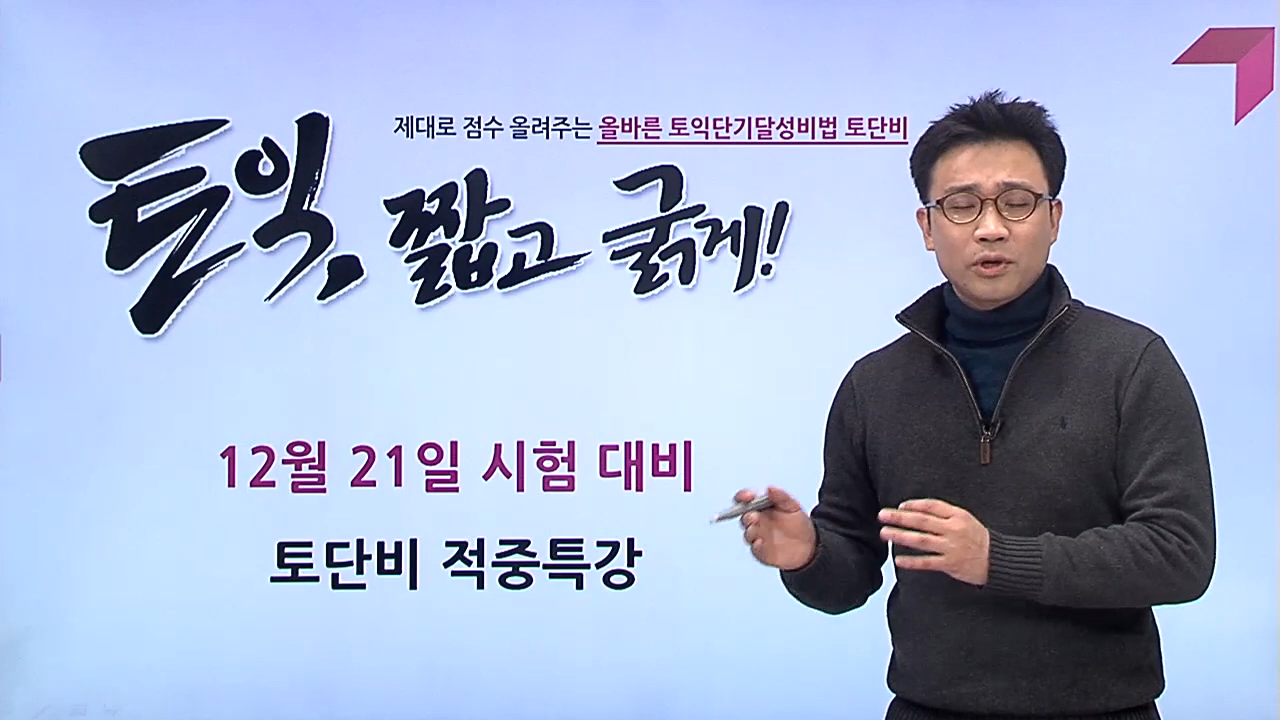 제대로 점수 올려주는 올바른 토익단기달성비법 토단비
토익, 짧고 굵게!
12월 21일 시험 대비
토단비 적중특강